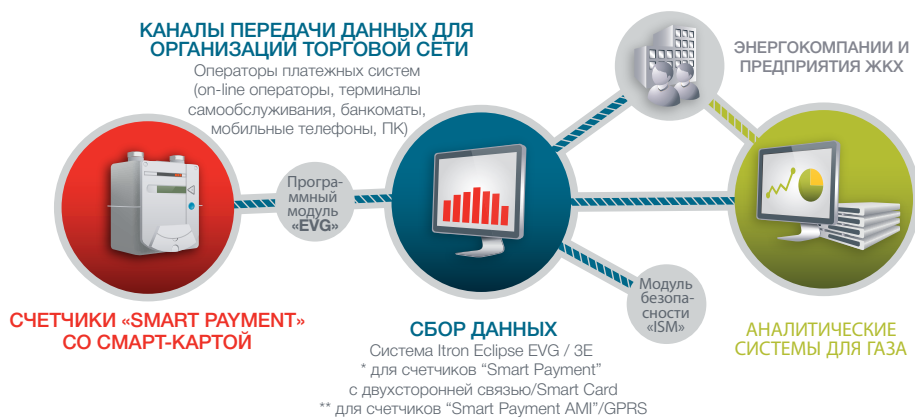 КАНАЛЫ ПЕРЕДАЧИ ДАННЫХ ДЛЯ
ОРГАНИЗАЦИИ ТОРГОВОЙ СЕТИ
Операторы платежных систем
(on-line операторы, терминалы
самообслуживания, банкоматы,
мобильные телефоны, ПК)
ЭНЕРГОКОМПАНИИ И
ПРЕДПРИЯТИЯ ЖКХ
Програ-
ммный
модуль
«EVG»
Модуль
безопа-
сности
«ISM»
СЧЕТЧИКИ «SMART PAYMENT»
СО СМАРТ-КАРТОЙ
СБОР ДАННЫХ
Система Itron Eclipse EVG / 3E
* для счетчиков “Smart Payment”
с двухсторонней связью/Smart Card
** для счетчиков “Smart Payment AMI”/GPRS
АНАЛИТИЧЕСКИЕ
СИСТЕМЫ ДЛЯ ГАЗА